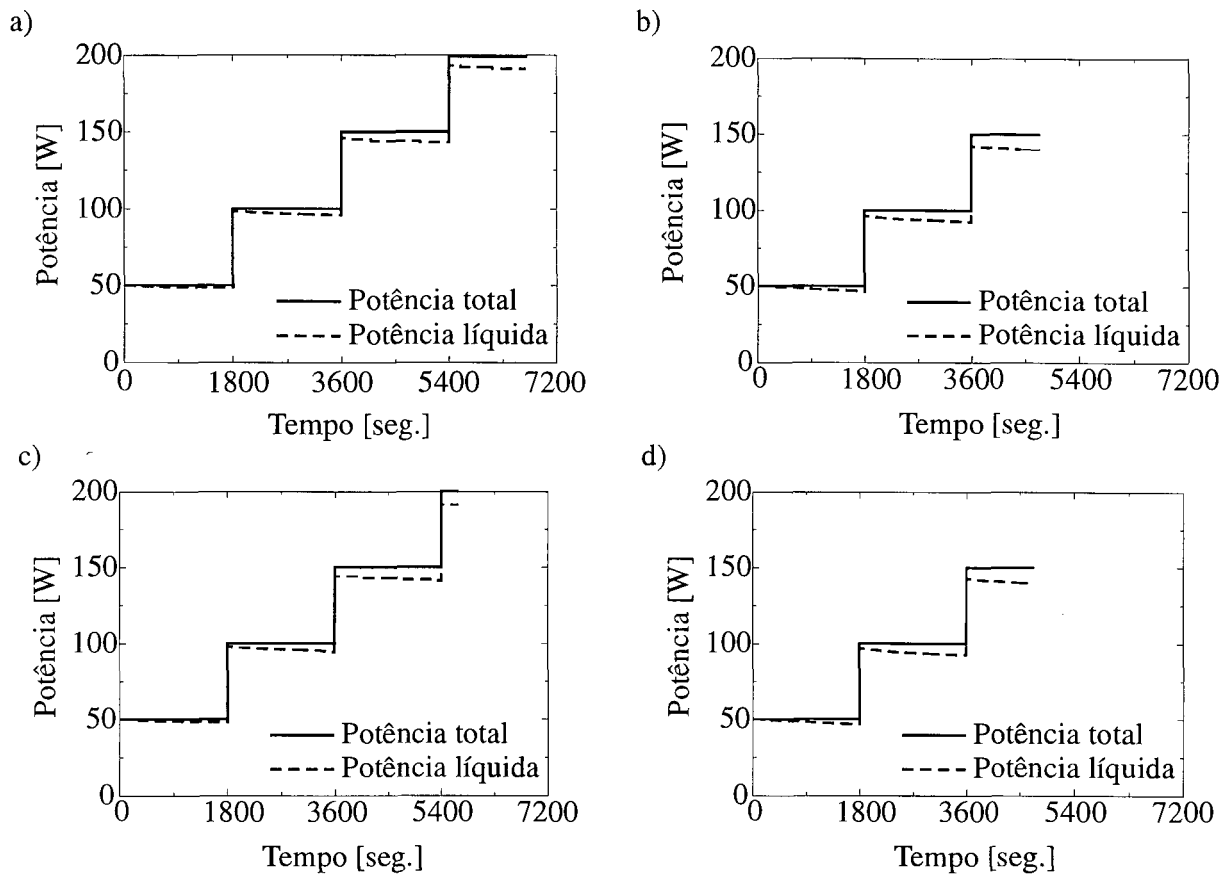 a)
200
150
100
50
0
Potência [W]
Potência total
Potência líquida
0 1800 3600 5400 7200
Tempo [seg.]
b)
200
150
100
50
0
Potência [W]
Potência total
Potência líquida
0 1800 3600 5400 7200
Tempo [seg.]
c)
200
150
100
50
0
Potência [W]
Potência total
Potência líquida
0 1800 3600 5400 7200
Tempo [seg.]
d)
200
150
100
50
0
Potência [W]
Potência total
Potência líquida
0 1800 3600 5400 7200
Tempo [seg.]